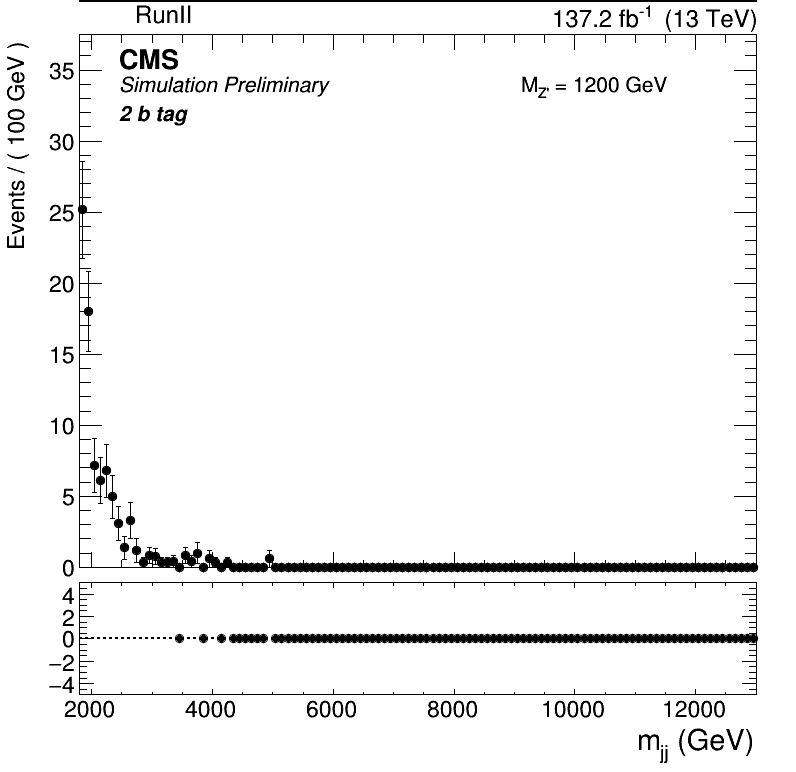 RunII 137.2 fb-1 (13 TeV)
CMS
Simulation Preliminary
MZ' = 1200 GeV
2 b tag
Events / ( 100 GeV )
35
30
25
20
15
10
5
0
4
2
0
−2
−4
2000 4000 6000 8000 10000 12000
mjj (GeV)